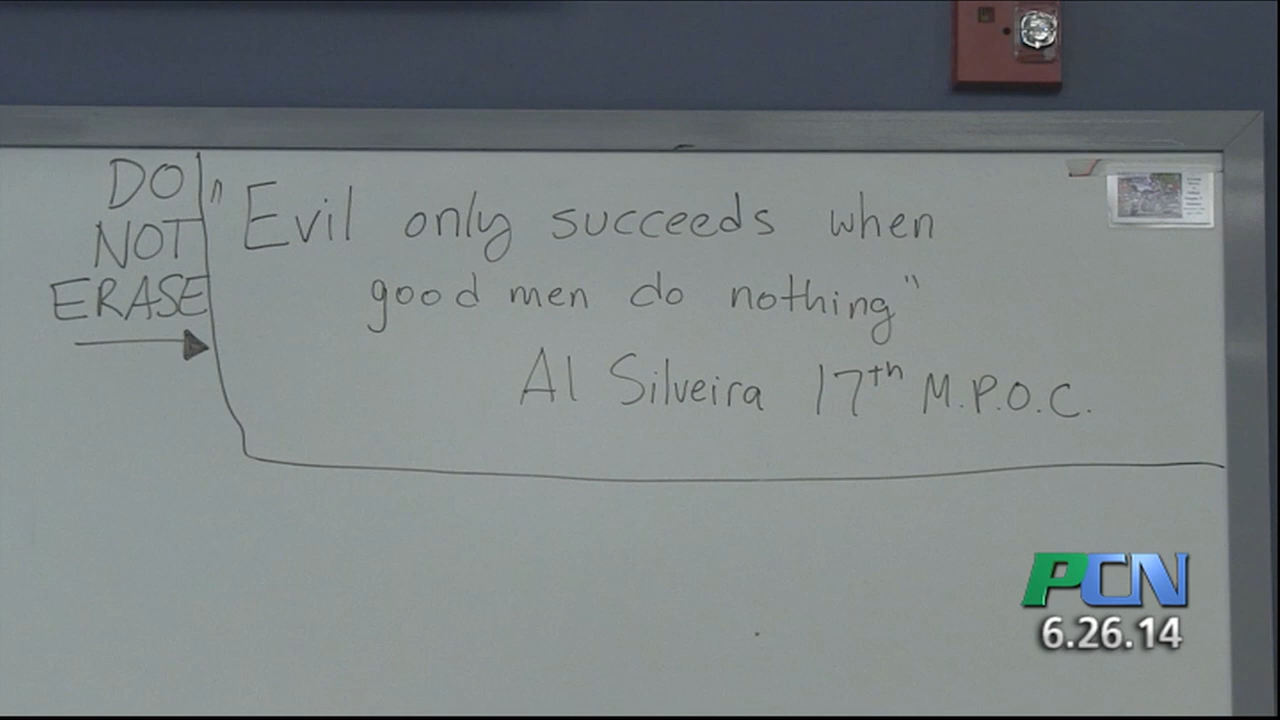 DO
NOT
ERASE
"Evil only succeeds when
good men do nothing"
Al Silveira 17th M.P.O.C.
PCN
6.26.14